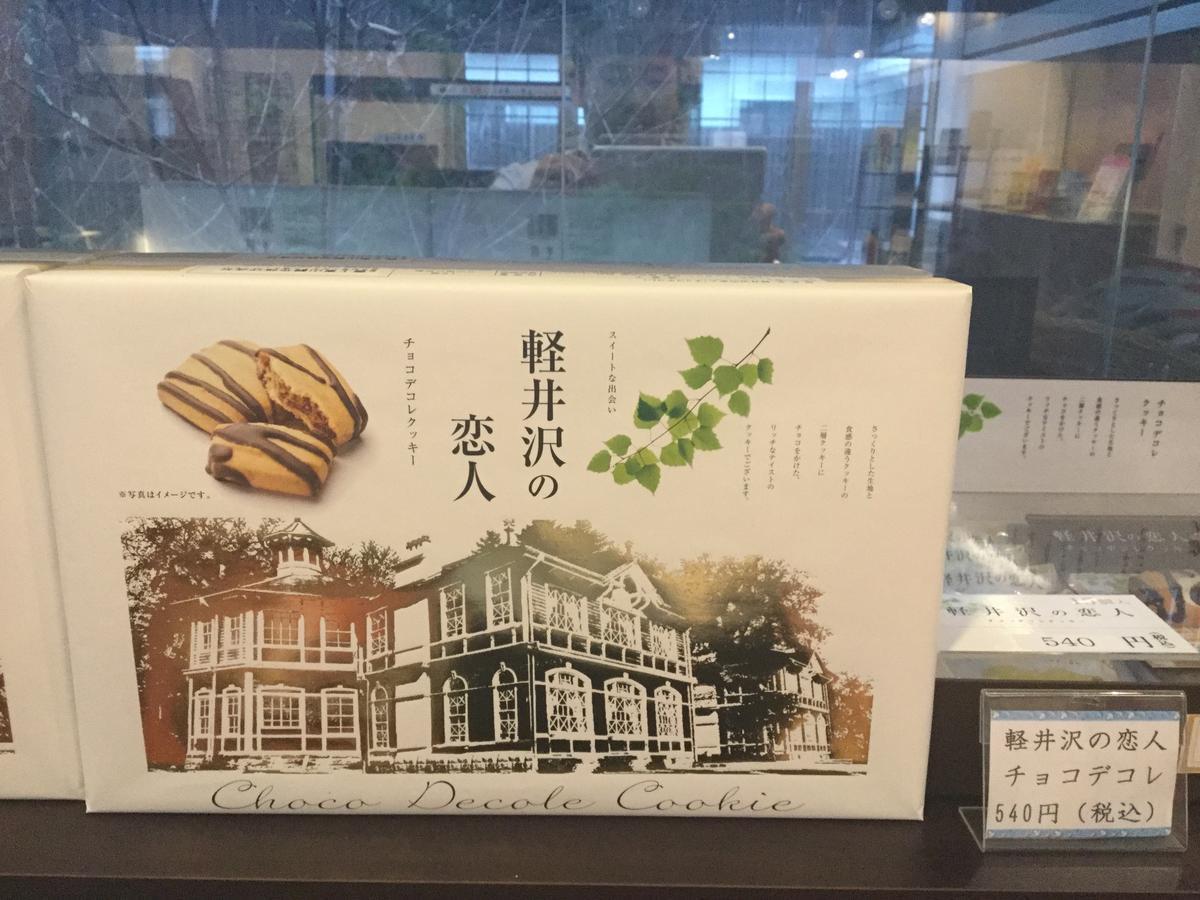 スイートな出会い
軽井沢の
恋人
チョコデコレクッキー
※写真はイメージです。
さっくりとした生地と
食感の違うクッキーの
二層クッキーに
チョコをかけた、
リッチなテイストの
クッキーでございます。
Choco Decole Cookie
チョコデコレ
クッキー
軽井沢の恋人
540円
軽井沢の恋人
チョコデコレ
540円（税込）